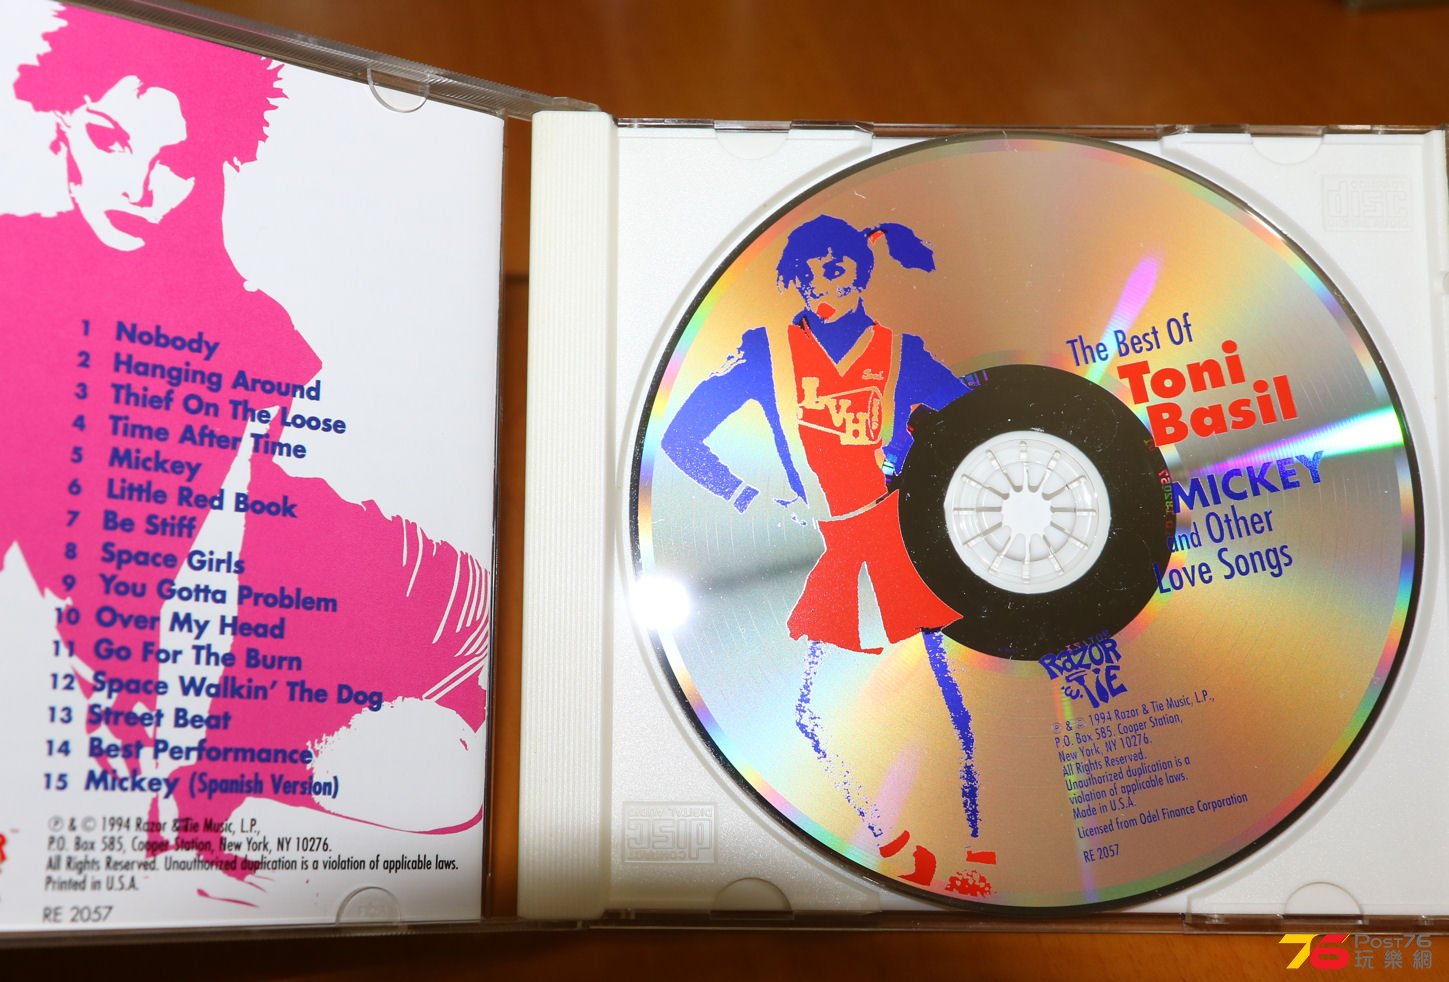 1 Nobody
2 Hanging Around
3 Thief On The Loose
4 Time After Time
5 Mickey
6 Little Red Book
7 Be Stiff
8 Space Girls
9 You Gotta Problem
10 Over My Head
11 Go For The Burn
12 Space Walkin' The Dog
13 Street Beat
14 Best Performance
15 Mickey (Spanish Version)
℗ & © 1994 Razor & Tie Music, L.P.,
P.O. Box 585, Cooper Station, New York, NY 10276.
All Rights Reserved. Unauthorized duplication is a violation of applicable laws.
Printed in U.S.A.
RE 2057
LVH
The Best Of
Toni
Basil
MICKEY
and Other
Love Songs
RAZOR
& TIE
℗ & © 1994 Razor & Tie Music, L.P.,
P.O. Box 585, Cooper Station,
New York, NY 10276.
All Rights Reserved.
Unauthorized duplication is a
violation of applicable laws.
Made in U.S.A.
Licensed from Odel Finance Corporation
RE 2057
COMPACT
disc
COMPACT
disc
DIGITAL AUDIO
76 POST76
玩樂網